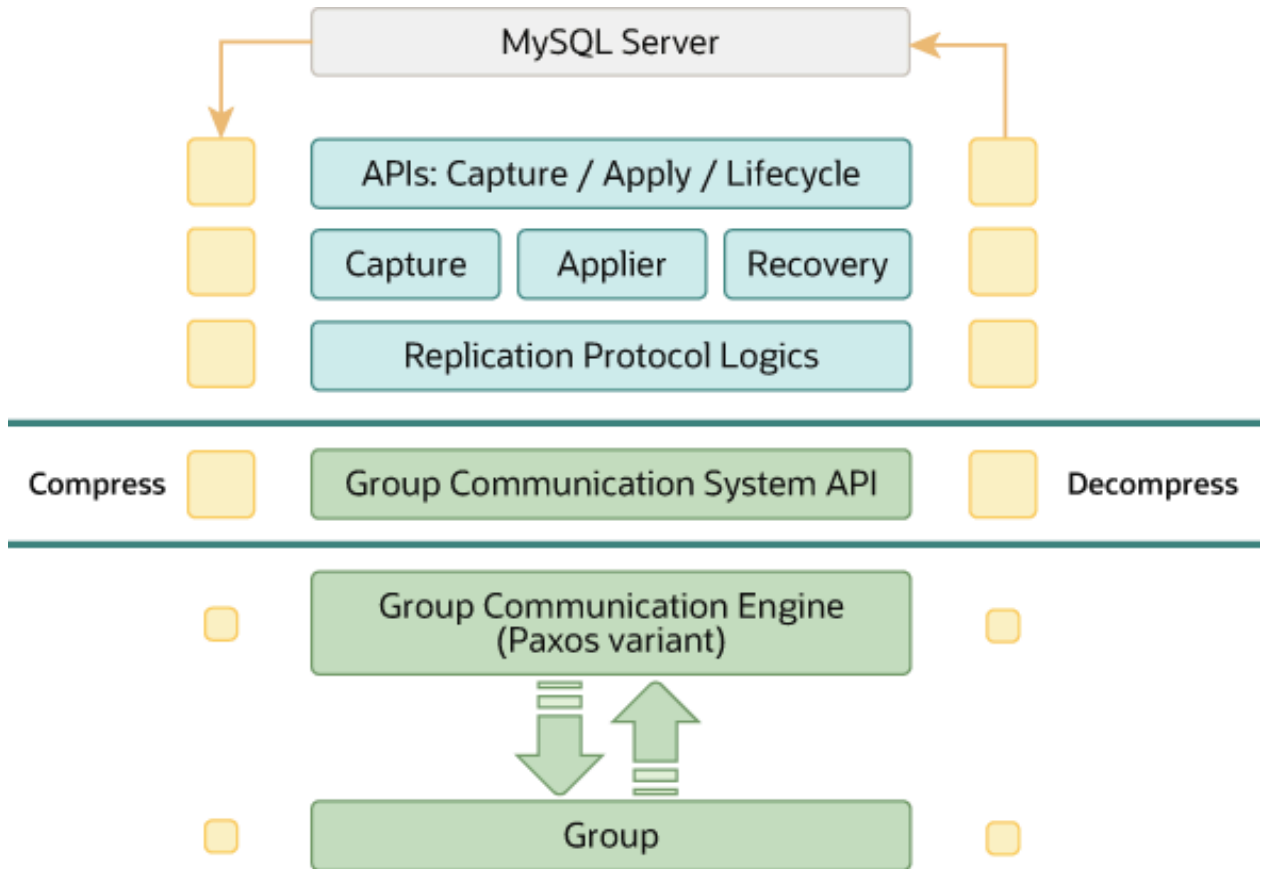 MySQL Server
APIs: Capture / Apply / Lifecycle
Capture
Applier
Recovery
Replication Protocol Logics
Compress
Group Communication System API
Decompress
Group Communication Engine
(Paxos variant)
Group